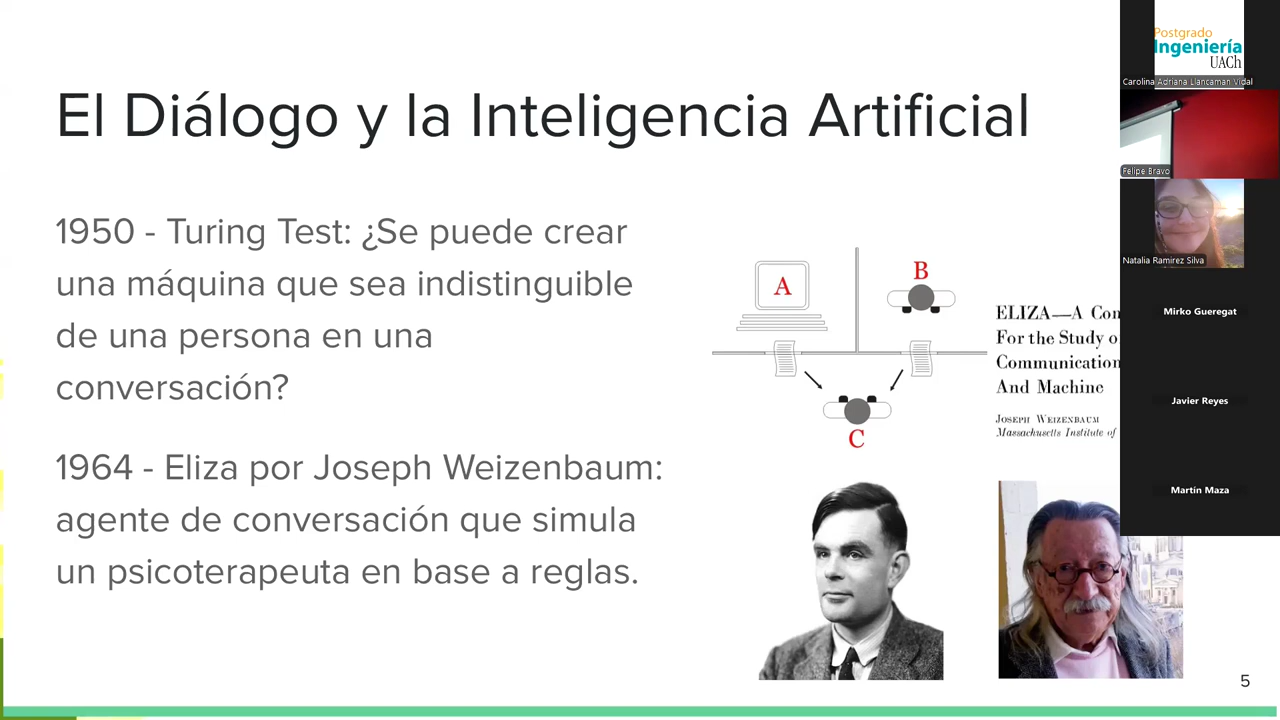 El Diálogo y la Inteligencia Artificial
1950 - Turing Test: ¿Se puede crear
una máquina que sea indistinguible
de una persona en una
conversación?
1964 - Eliza por Joseph Weizenbaum:
agente de conversación que simula
un psicoterapeuta en base a reglas.
A
B
C
ELIZA—A Con
For the Study o
Communication
And Machine
JOSEPH WEIZENBAUM
Massachusetts Institute of
5
Postgrado
Ingeniería
UACh
Carolina Adriana Llancaman Vidal
Felipe Bravo
Natalia Ramirez Silva
Mirko Gueregat
Javier Reyes
Martín Maza